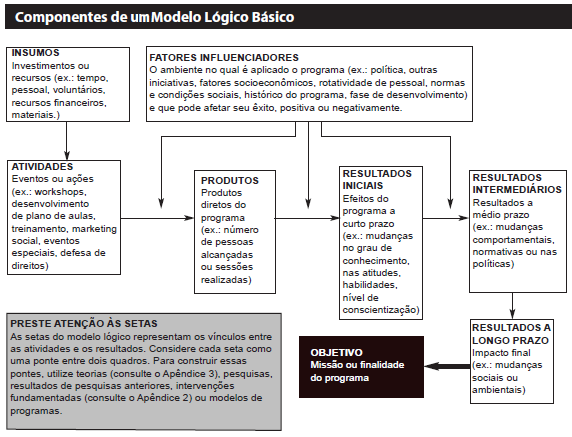 Componentes de um Modelo Lógico Básico
INSUMOS
Investimentos ou
recursos (ex.: tempo,
pessoal, voluntários,
recursos financeiros,
materiais.)
FATORES INFLUENCIADORES
O ambiente no qual é aplicado o programa (ex.: política, outras
iniciativas, fatores socioeconômicos, rotatividade de pessoal, normas
e condições sociais, histórico do programa, fase de desenvolvimento)
e que pode afetar seu êxito, positiva ou negativamente.
ATIVIDADES
Eventos ou ações
(ex.: workshops,
desenvolvimento
de plano de aulas,
treinamento, marketing
social, eventos
especiais, defesa de
direitos)
PRODUTOS
Produtos
diretos do
programa
(ex.: número
de pessoas
alcançadas
ou sessões
realizadas)
RESULTADOS
INICIAIS
Efeitos do
programa a
curto prazo
(ex.: mudanças
no grau de
conhecimento,
nas atitudes,
habilidades,
nível de
conscientização)
RESULTADOS
INTERMEDIÁRIOS
Resultados a
médio prazo
(ex.: mudanças
comportamentais,
normativas ou nas
políticas)
PRESTE ATENÇÃO ÀS SETAS
As setas do modelo lógico representam os vínculos entre
as atividades e os resultados. Considere cada seta como
uma ponte entre dois quadros. Para construir essas
pontes, utilize teorias (consulte o Apêndice 3), pesquisas,
resultados de pesquisas anteriores, intervenções
fundamentadas (consulte o Apêndice 2) ou modelos de
programas.
OBJETIVO
Missão ou finalidade
do programa
RESULTADOS A
LONGO PRAZO
Impacto final
(ex.: mudanças
sociais ou
ambientais)